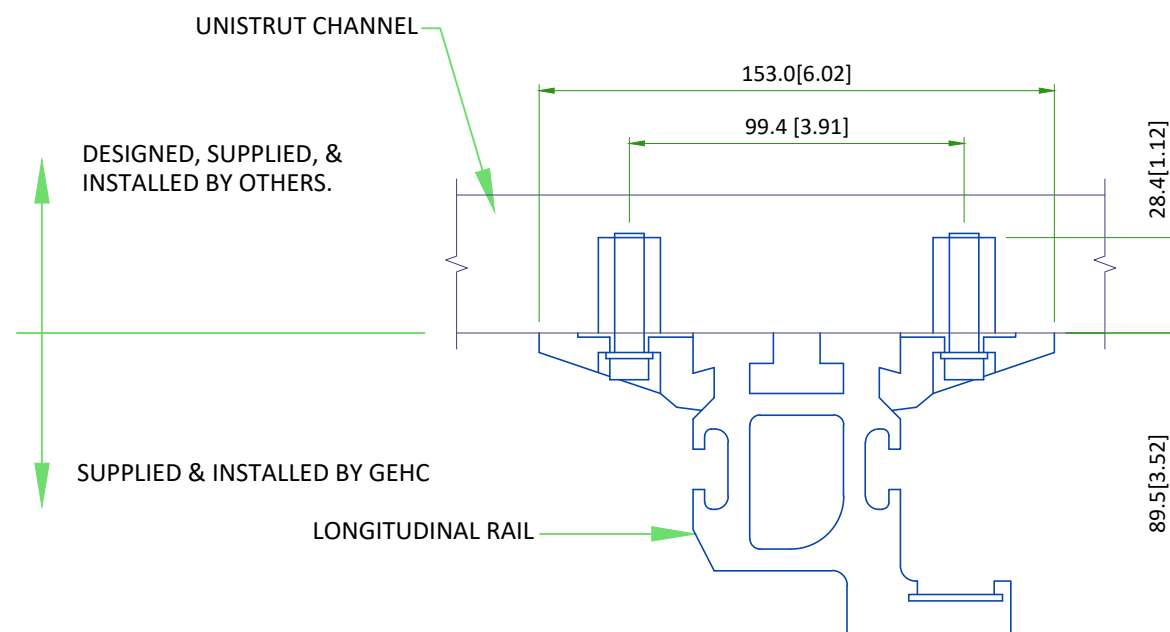 UNISTRUT CHANNEL
153.0[6.02]
99.4 [3.91]
28.4[1.12]
DESIGNED, SUPPLIED, &
INSTALLED BY OTHERS.
SUPPLIED & INSTALLED BY GEHC
89.5[3.52]
LONGITUDINAL RAIL